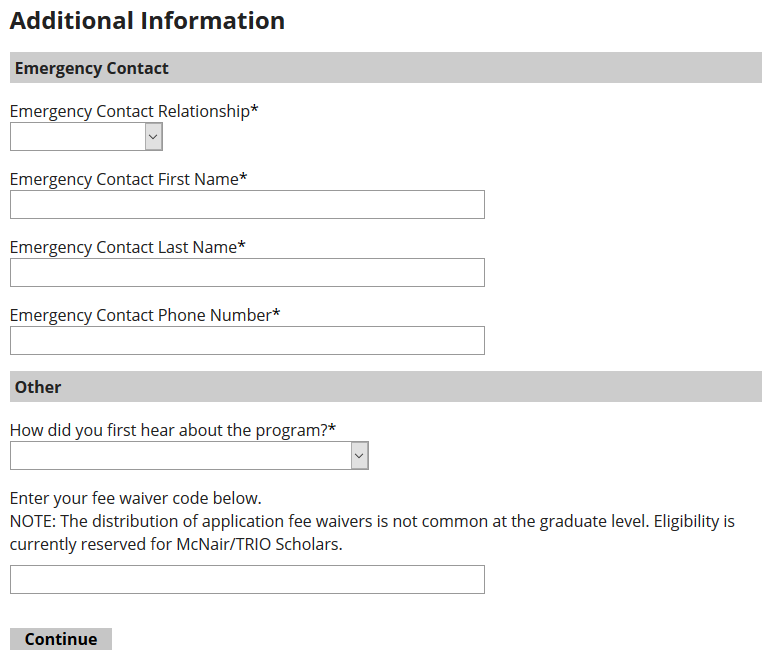 Additional Information
Emergency Contact
Emergency Contact Relationship*
Emergency Contact First Name*
Emergency Contact Last Name*
Emergency Contact Phone Number*
Other
How did you first hear about the program?*
Enter your fee waiver code below.
NOTE: The distribution of application fee waivers is not common at the graduate level. Eligibility is
currently reserved for McNair/TRIO Scholars.
Continue